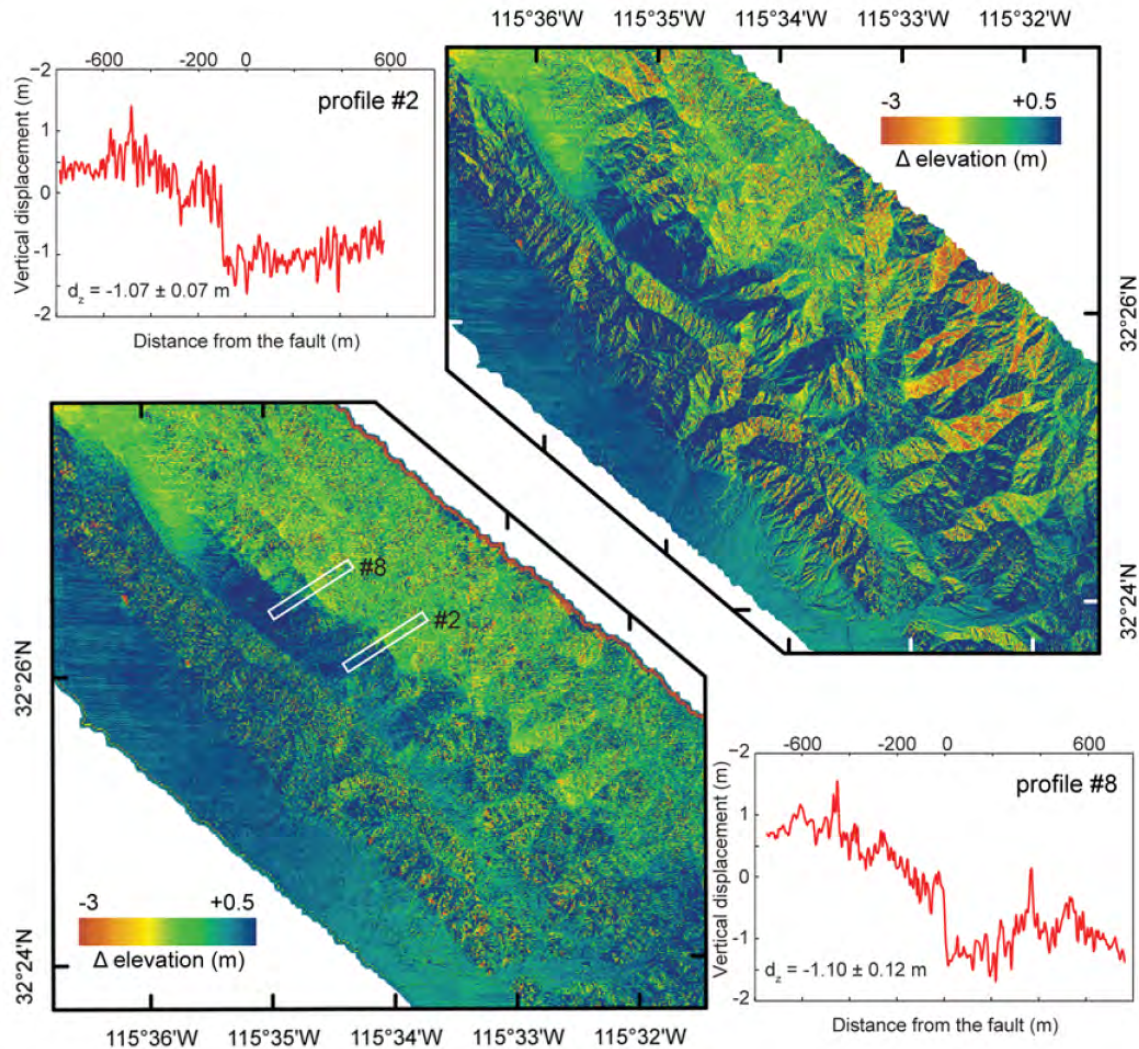 115°36'W 115°35'W 115°34'W 115°33'W 115°32'W
-600 -200 0 600
profile #2
2
1
0
-1
-2
Vertical displacement (m)
d_z = -1.07 ± 0.07 m
Distance from the fault (m)
-3 +0.5
Δ elevation (m)
32°26'N
32°24'N
#8
#2
32°26'N
32°24'N
-3 +0.5
Δ elevation (m)
115°36'W 115°35'W 115°34'W 115°33'W 115°32'W
-600 -200 0 600
profile #8
2
1
0
-1
-2
Vertical displacement (m)
d_z = -1.10 ± 0.12 m
Distance from the fault (m)